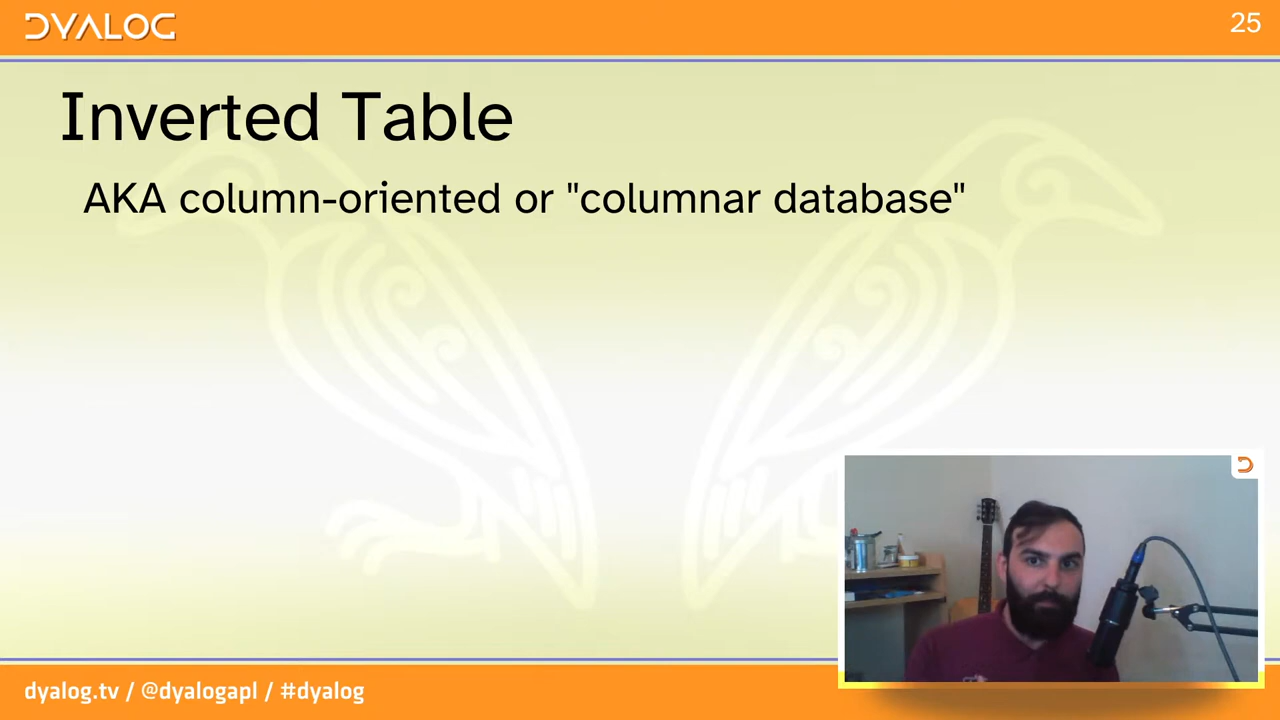 DYALOG
25
Inverted Table
AKA column-oriented or "columnar database"
dyalog.tv / @dyalogapl / #dyalog